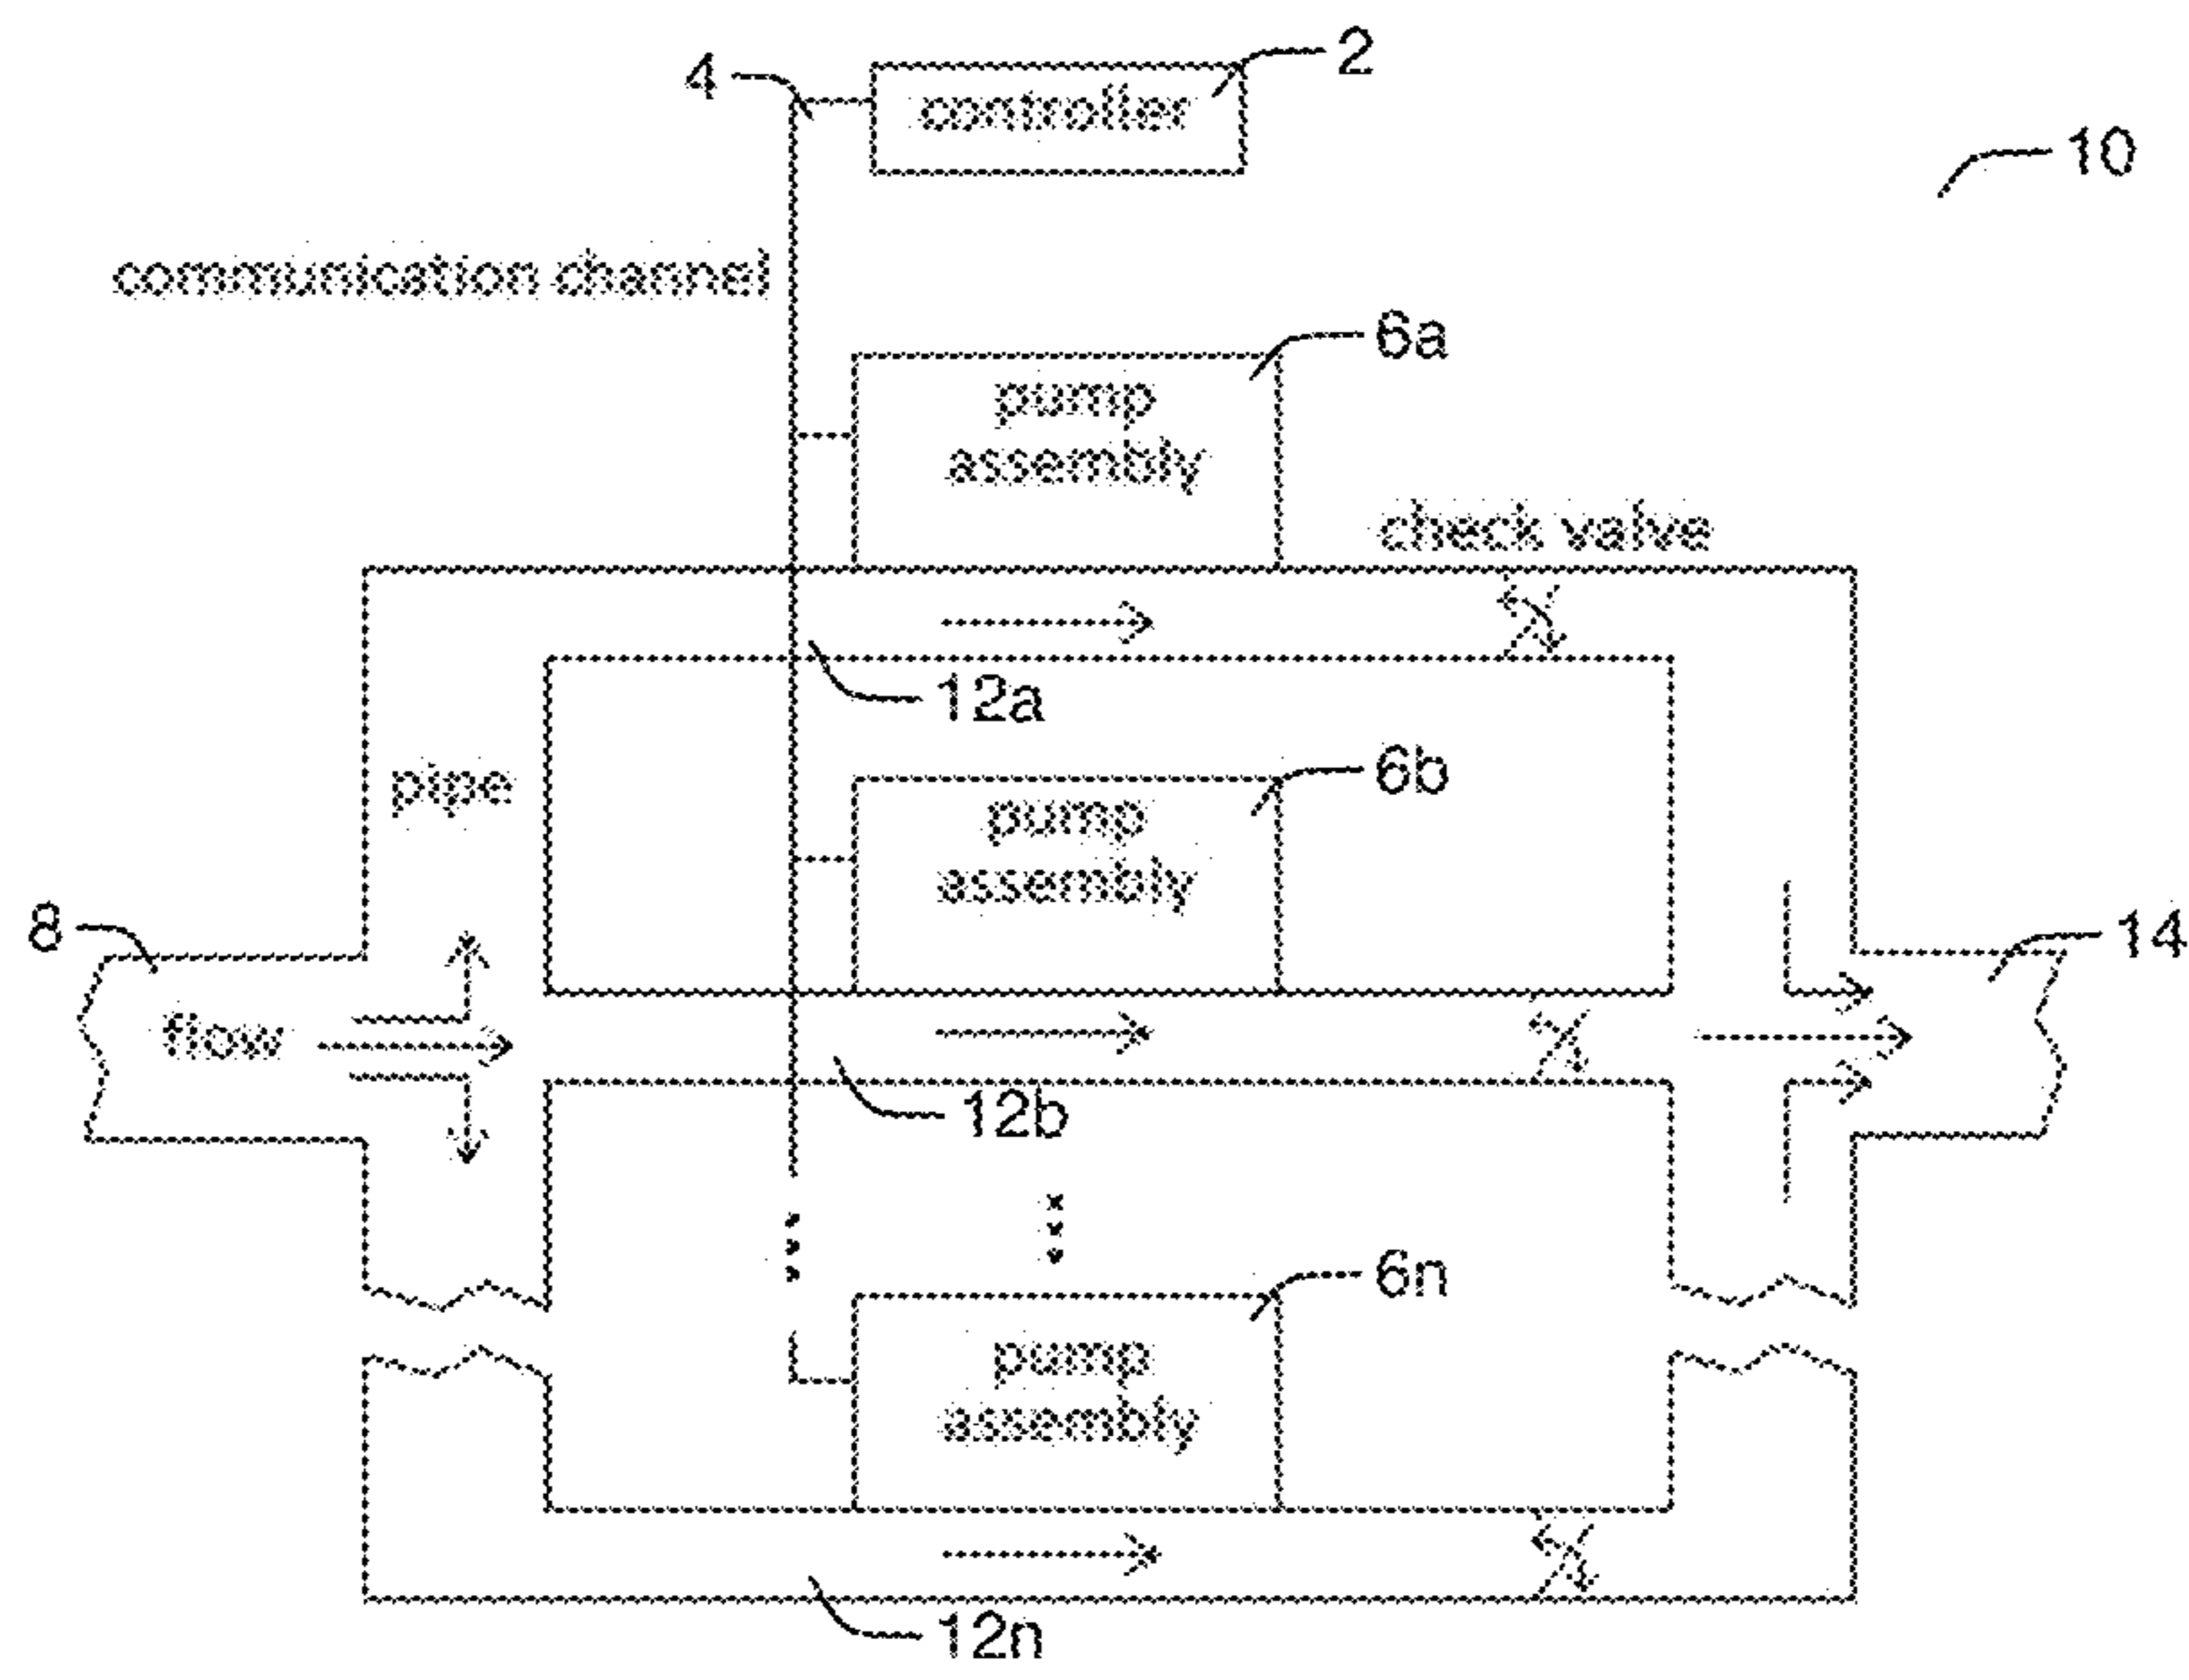 4
controller
2
10
communication channel
6a
pump
assembly
check valve
12a
pipe
6b
pump
assembly
8
14
flow
12b
6n
pump
assembly
12n